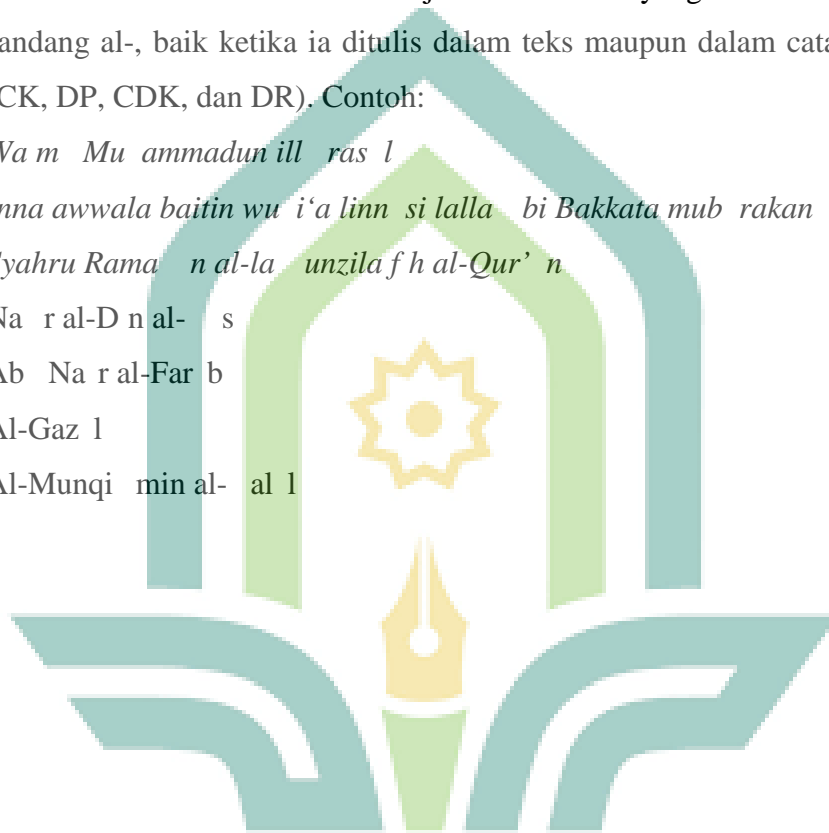 andang al-, baik ketika ia ditulis dalam teks maupun dalam cata
CK, DP, CDK, dan DR). Contoh:
Wa m Mu ammadun ill ras l
nna awwala baitin wu i‘a linn si lalla bi Bakkata mub rakan
yahru Rama n al-la unzila f h al-Qur’ n
Na r al-D n al- s
Ab Na r al-Far b
Al-Gaz l
Al-Munqi min al- al l